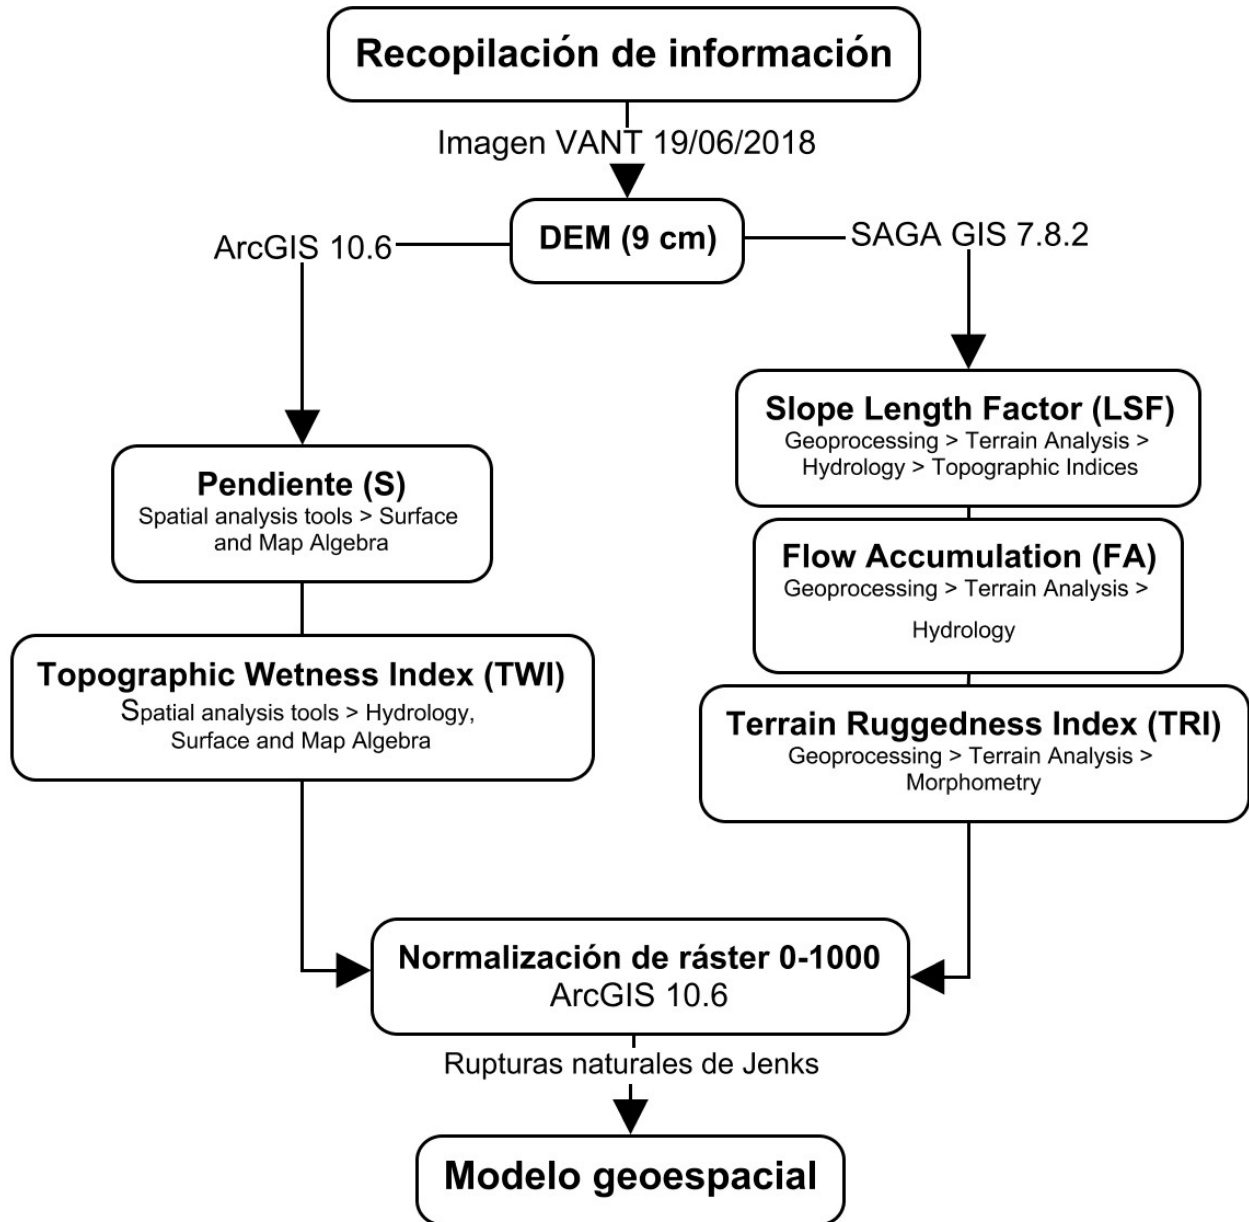 Recopilación de información
Imagen VANT 19/06/2018
DEM (9 cm)
ArcGIS 10.6
SAGA GIS 7.8.2
Pendiente (S)
Spatial analysis tools > Surface
and Map Algebra
Topographic Wetness Index (TWI)
Spatial analysis tools > Hydrology,
Surface and Map Algebra
Slope Length Factor (LSF)
Geoprocessing > Terrain Analysis >
Hydrology > Topographic Indices
Flow Accumulation (FA)
Geoprocessing > Terrain Analysis >
Hydrology
Terrain Ruggedness Index (TRI)
Geoprocessing > Terrain Analysis >
Morphometry
Normalización de ráster 0-1000
ArcGIS 10.6
Rupturas naturales de Jenks
Modelo geoespacial